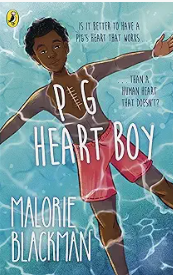 IS IT BETTER TO HAVE A
PIG'S HEART THAT WORKS...
...THAN A
HUMAN HEART
THAT DOESN'T?
PIG
HEART BOY
MALORIE
BLACKMAN